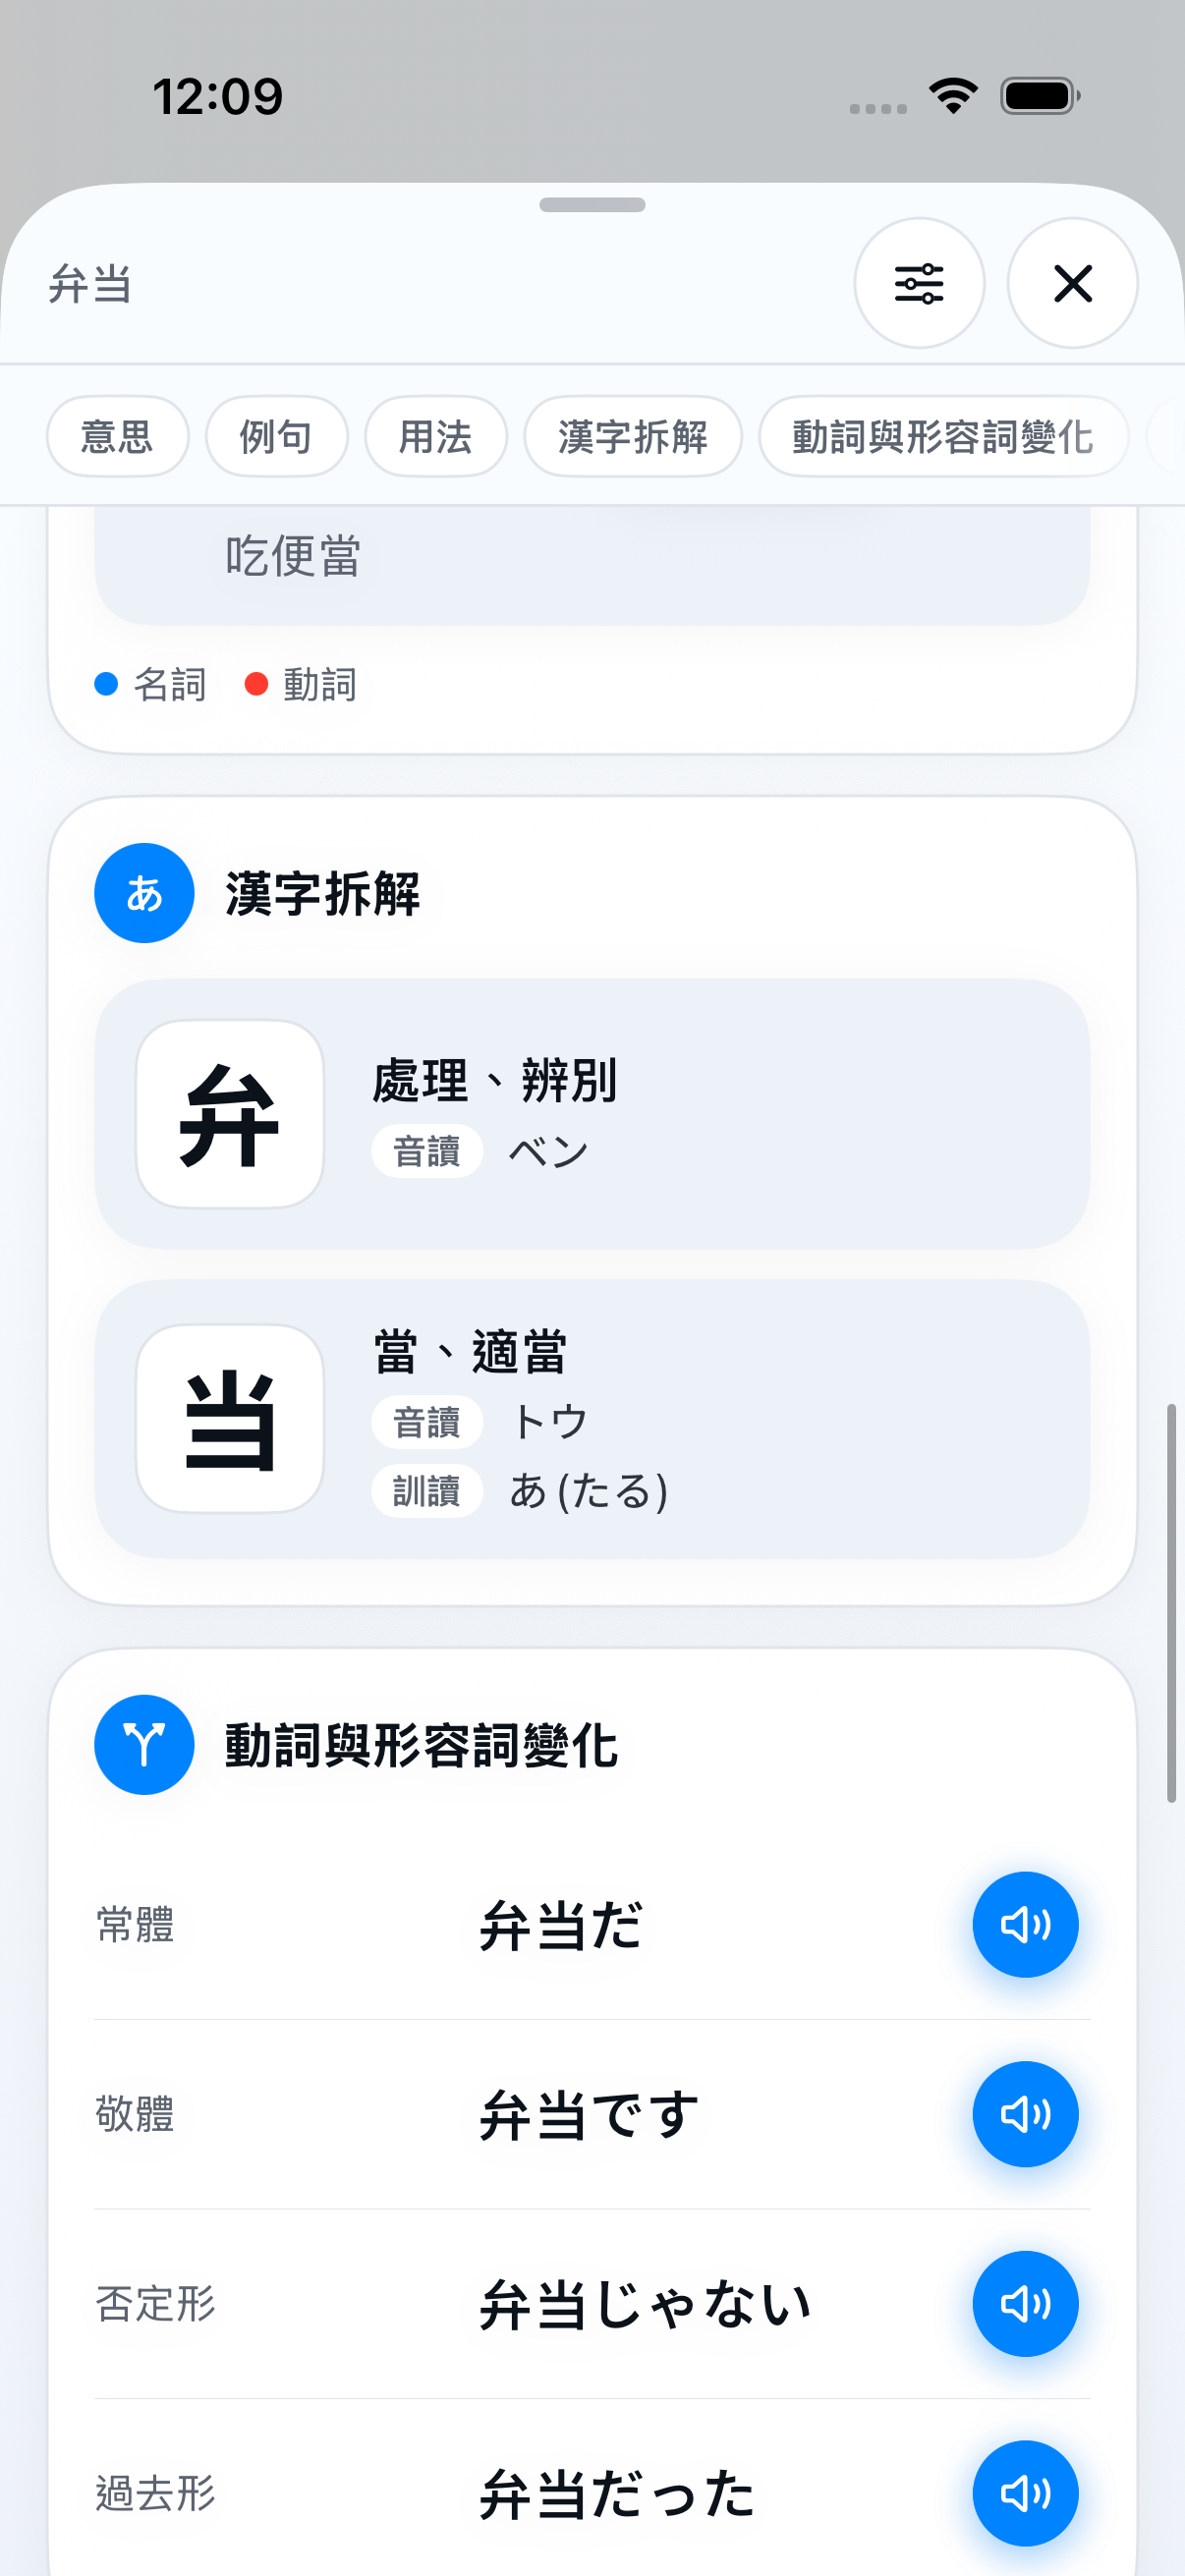 12:09
弁当
意思 例句 用法 漢字拆解 動詞與形容詞變化
吃便當
名詞 動詞
あ 漢字拆解
弁
處理、辨別
音讀 ベン
当
當、適當
音讀 トウ
訓讀 あ (たる)
動詞與形容詞變化
常體 弁当だ
敬體 弁当です
否定形 弁当じゃない
過去形 弁当だった